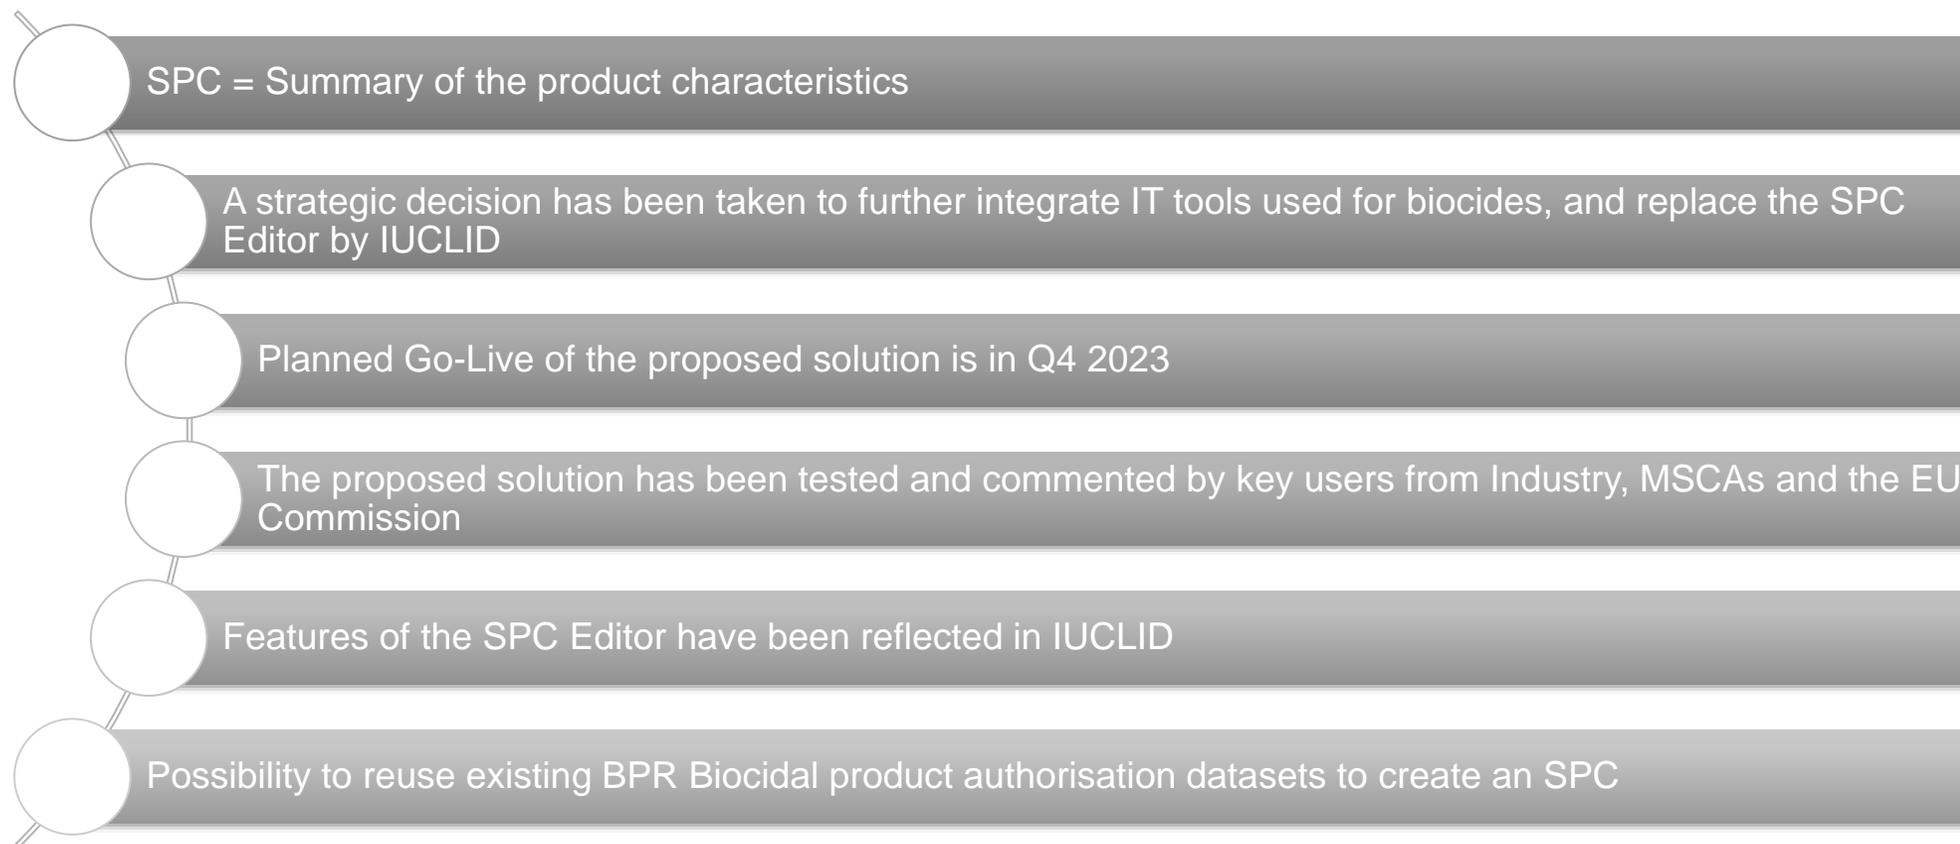 SPC = Summary of the product characteristics
A strategic decision has been taken to further integrate IT tools used for biocides, and replace the SPC
Editor by IUCLID
Planned Go-Live of the proposed solution is in Q4 2023
The proposed solution has been tested and commented by key users from Industry, MSCAs and the EU
Commission
Features of the SPC Editor have been reflected in IUCLID
Possibility to reuse existing BPR Biocidal product authorisation datasets to create an SPC